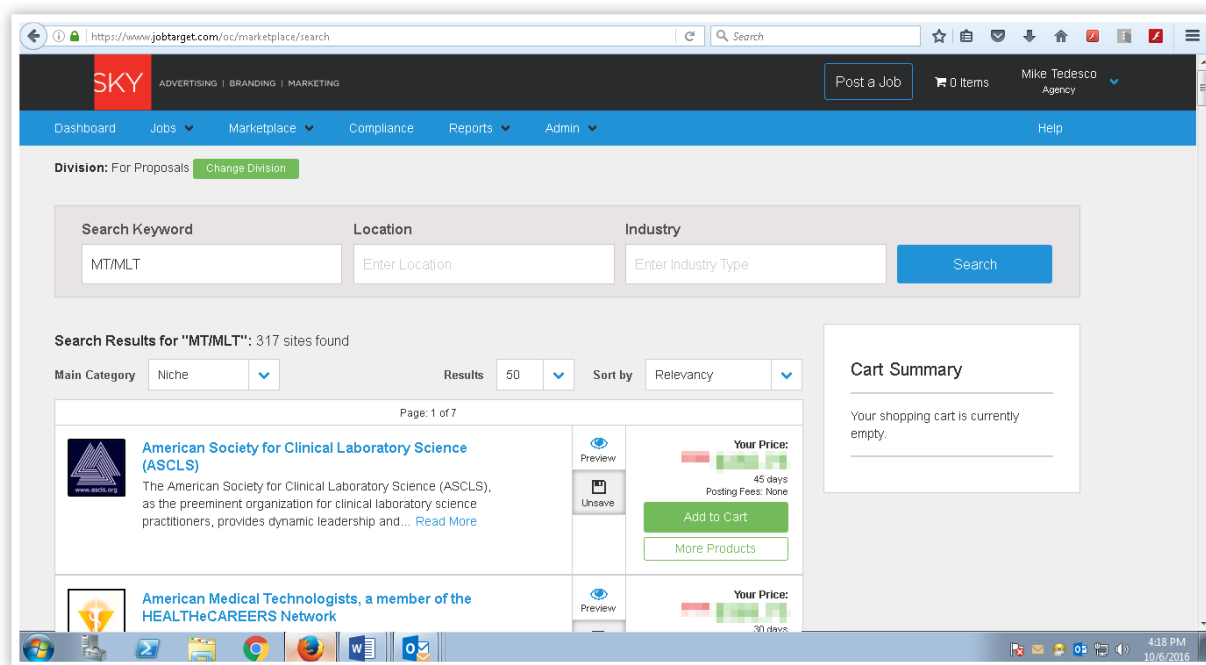 https://www.jobtarget.com/oc/marketplace/search
Search
SKY ADVERTISING | BRANDING | MARKETING
Post a Job
0 Items
Mike Tedesco
Agency
Dashboard Jobs Marketplace Compliance Reports Admin Help
Division: For Proposals Change Division
Search Keyword Location Industry
MT/MLT Enter Location Enter Industry Type Search
Search Results for "MT/MLT": 317 sites found
Main Category Niche Results 50 Sort by Relevancy
Page: 1 of 7
American Society for Clinical Laboratory Science
(ASCLS)
The American Society for Clinical Laboratory Science (ASCLS),
as the preeminent organization for clinical laboratory science
practitioners, provides dynamic leadership and... Read More
www.ascls.org
Preview
Unsave
Your Price:
45 days
Posting Fees: None
Add to Cart
More Products
American Medical Technologists, a member of the
HEALTHeCAREERS Network
Preview
Your Price:
30 days
Cart Summary
Your shopping cart is currently
empty.
4:18 PM
10/6/2016